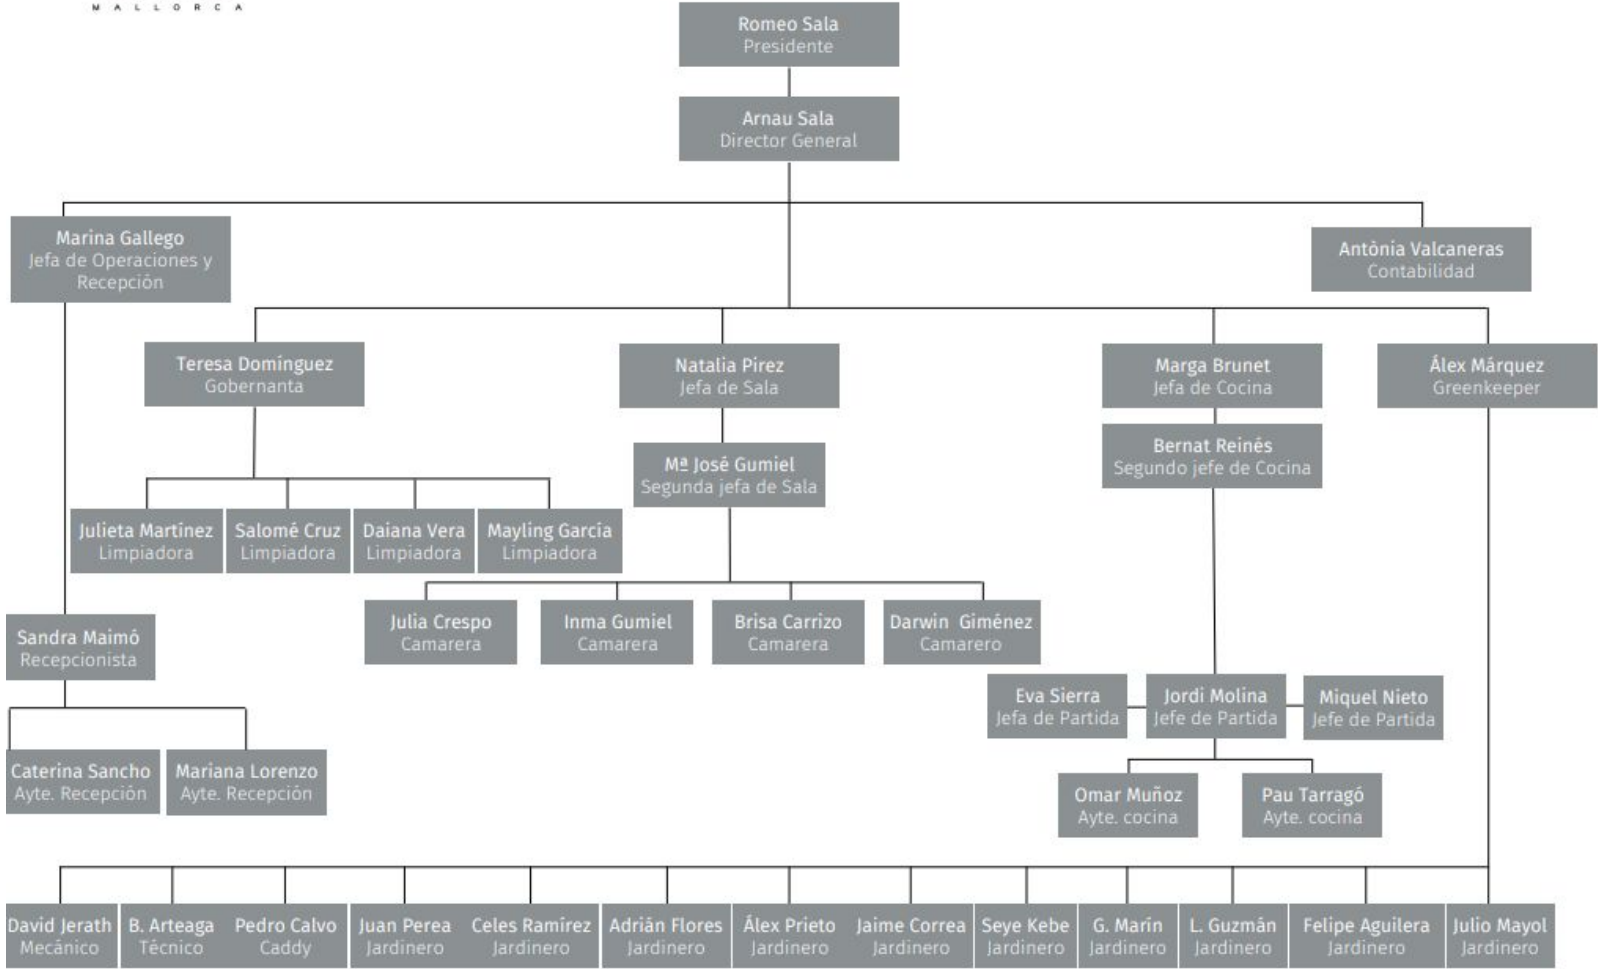 MALLORCA
Romeo Sala
Presidente
Arnau Sala
Director General
Marina Gallego
Jefa de Operaciones y
Recepción
Antònia Valcaneras
Contabilidad
Teresa Domínguez
Gobernanta
Natalia Pirez
Jefa de Sala
Marga Brunet
Jefa de Cocina
Álex Márquez
Greenkeeper
Bernat Reinés
Segundo jefe de Cocina
Mª José Gumiel
Segunda jefa de Sala
Julieta Martínez
Limpiadora
Salomé Cruz
Limpiadora
Daiana Vera
Limpiadora
Mayling García
Limpiadora
Julia Crespo
Camarera
Inma Gumiel
Camarera
Brisa Carrizo
Camarera
Darwin Giménez
Camarero
Sandra Maimó
Recepcionista
Eva Sierra
Jefa de Partida
Jordi Molina
Jefe de Partida
Miquel Nieto
Jefe de Partida
Caterina Sancho
Ayte. Recepción
Mariana Lorenzo
Ayte. Recepción
Omar Muñoz
Ayte. cocina
Pau Tarragó
Ayte. cocina
David Jerath
Mecánico
B. Arteaga
Técnico
Pedro Calvo
Caddy
Juan Perea
Jardinero
Celes Ramírez
Jardinero
Adrián Flores
Jardinero
Álex Prieto
Jardinero
Jaime Correa
Jardinero
Seye Kebe
Jardinero
G. Marín
Jardinero
L. Guzmán
Jardinero
Felipe Aguilera
Jardinero
Julio Mayol
Jardinero